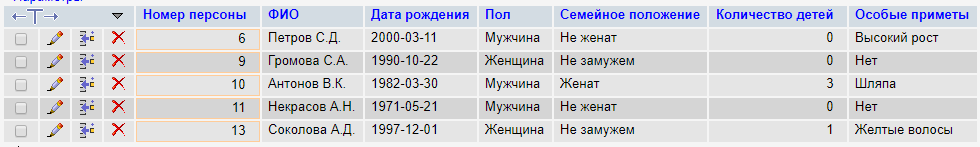 Номер персоны ФИО Дата рождения Пол Семейное положение Количество детей Особые приметы
6 Петров С.Д. 2000-03-11 Мужчина Не женат 0 Высокий рост
9 Громова С.А. 1990-10-22 Женщина Не замужем 0 Нет
10 Антонов В.К. 1982-03-30 Мужчина Женат 3 Шляпа
11 Некрасов А.Н. 1971-05-21 Мужчина Не женат 0 Нет
13 Соколова А.Д. 1997-12-01 Женщина Не замужем 1 Желтые волосы